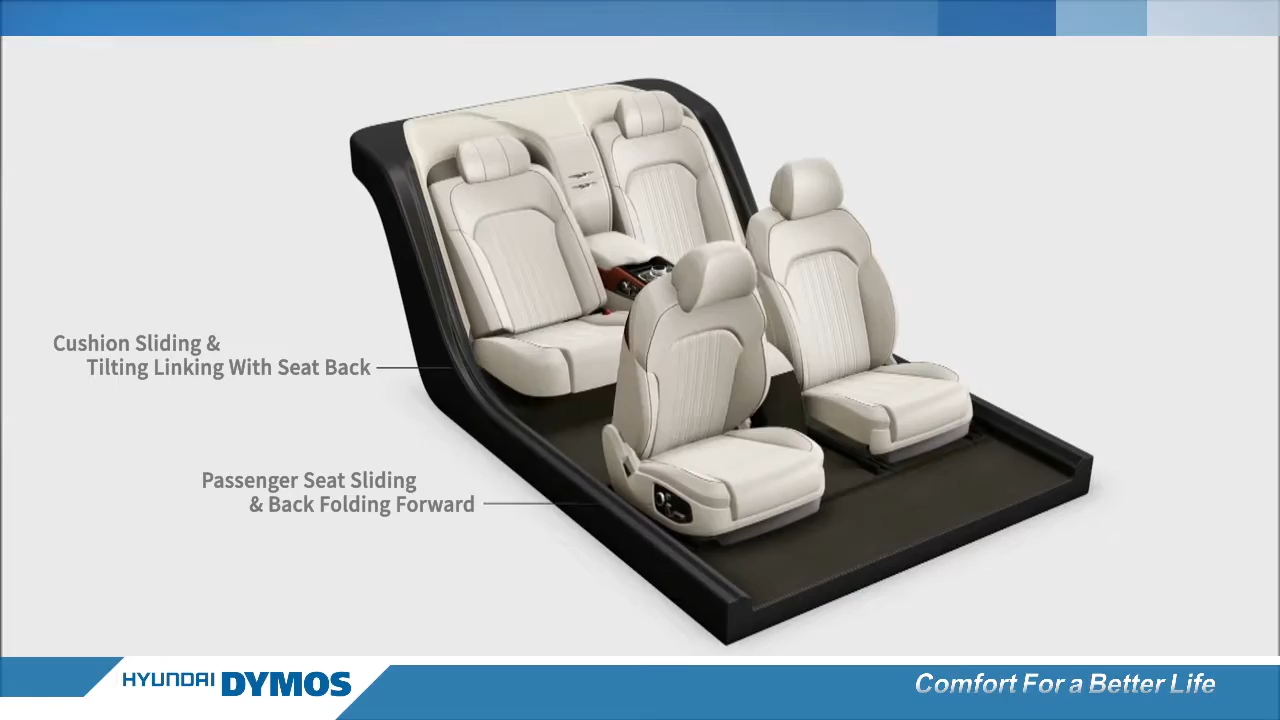 Cushion Sliding &
Tilting Linking With Seat Back
Passenger Seat Sliding
& Back Folding Forward
HYUNDAI DYMOS
Comfort For a Better Life